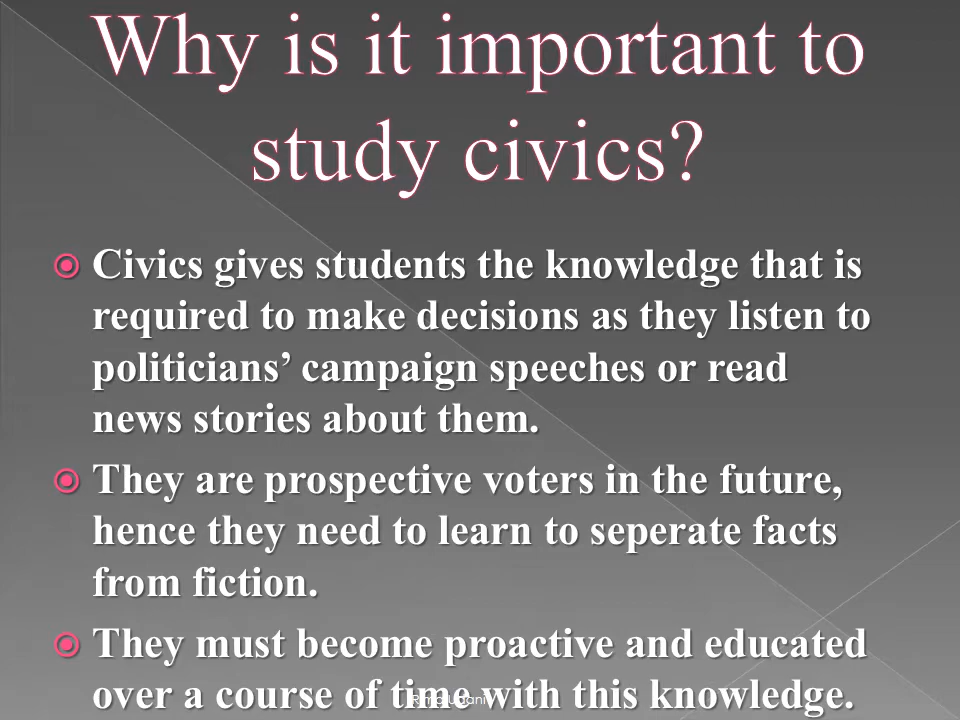 Why is it important to
study civics?
Civics gives students the knowledge that is
required to make decisions as they listen to
politicians’ campaign speeches or read
news stories about them.
They are prospective voters in the future,
hence they need to learn to seperate facts
from fiction.
They must become proactive and educated
over a course of time with this knowledge.